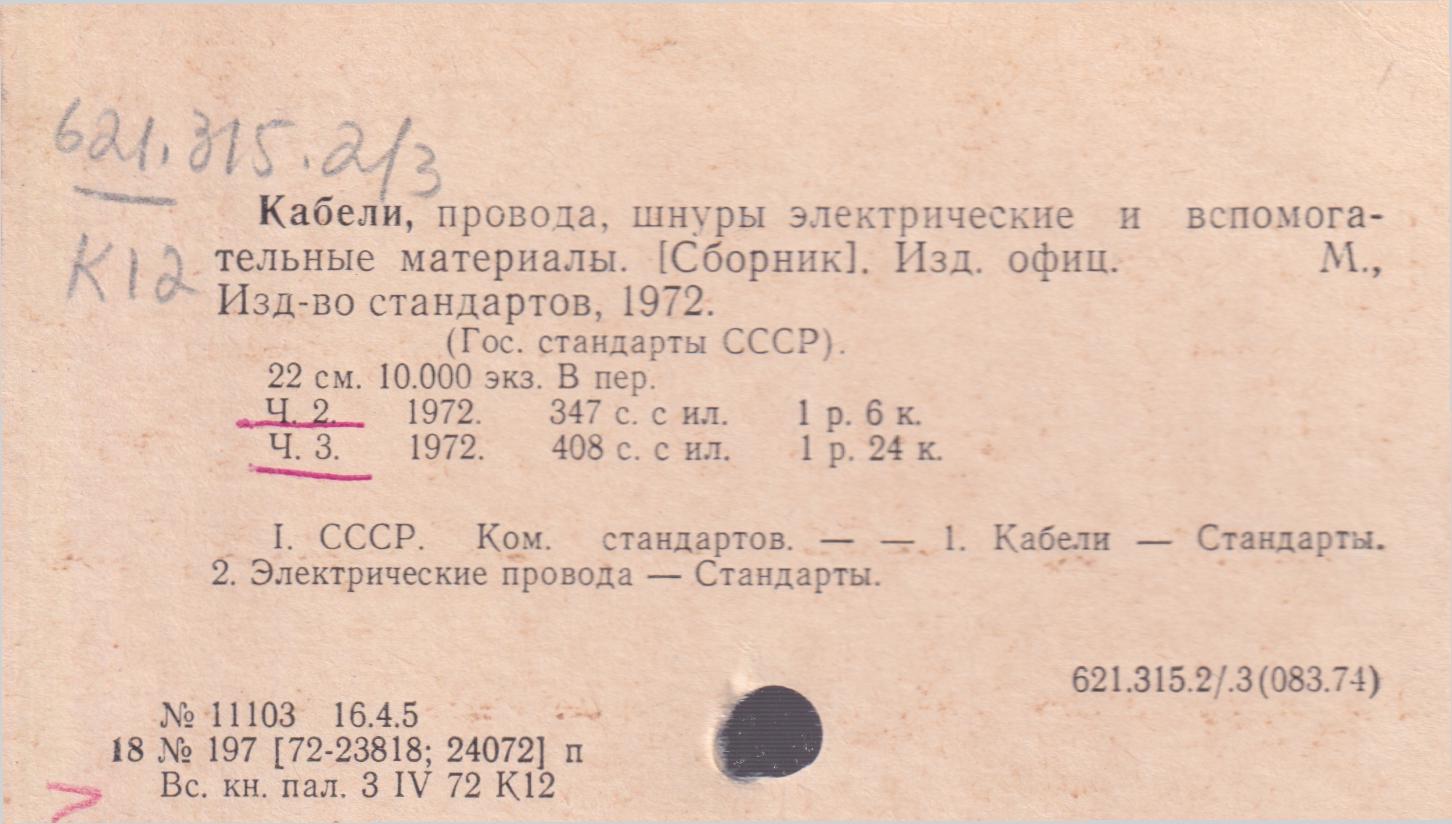 621.315.2/3
К12
Кабели, провода, шнуры электрические и вспомога-
тельные материалы. [Сборник]. Изд. офиц. М.,
Изд-во стандартов, 1972.
(Гос. стандарты СССР).
22 см. 10.000 экз. В пер.
Ч. 2. 1972. 347 с. с ил. 1 р. 6 к.
Ч. 3. 1972. 408 с. с ил. 1 р. 24 к.
I. СССР. Ком. стандартов. — — 1. Кабели — Стандарты.
2. Электрические провода — Стандарты.
621.315.2/.3(083.74)
№ 11103 16.4.5
18 № 197 [72-23818; 24072] п
Вс. кн. пал. 3 IV 72 К12